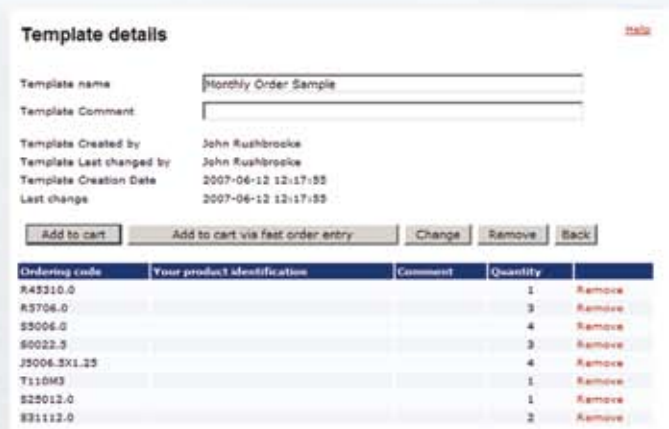 Template details
Help
Template name Monthly Order Sample
Template Comment
Template Created by John Rushbrooke
Template Last changed by John Rushbrooke
Template Creation Date 2007-06-12 12:17:55
Last change 2007-06-12 12:17:55
Add to cart Add to cart via fast order entry Change Remove Back
Ordering code Your product identification Comment Quantity
R45310.0 1 Remove
R5706.0 3 Remove
S5006.0 4 Remove
S0022.5 3 Remove
J5006.5X1.25 4 Remove
T110M3 1 Remove
S25012.0 1 Remove
S31112.0 2 Remove